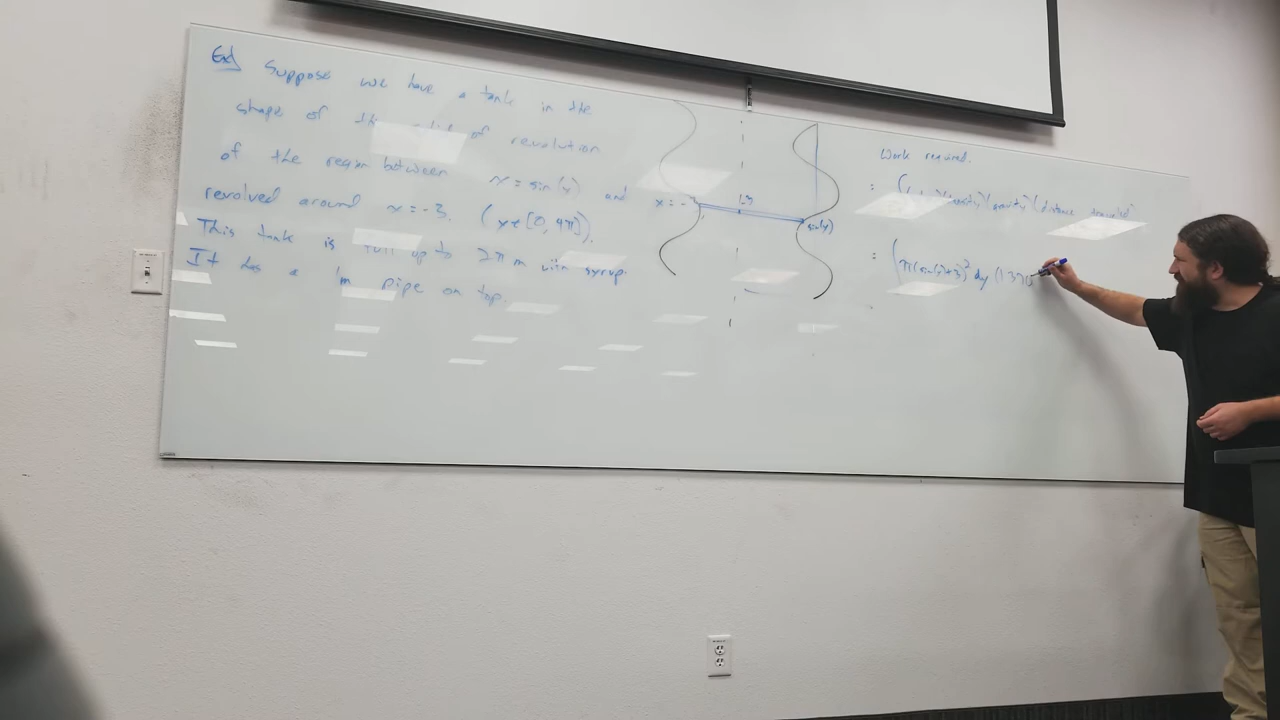 Ex) Suppose we have a tank in the
shape of the solid of revolution
of the region between x = sin(y) and x = -3
revolved around x = -3. (y ∈ [0, 4π]).
This tank is full up to 2π m with syrup.
It has a 1m pipe on top.
sin(y)
Work required.
= ∫ (density)(gravity)(distance traveled)
= ∫ π(sin(y)+3)² dy (1370